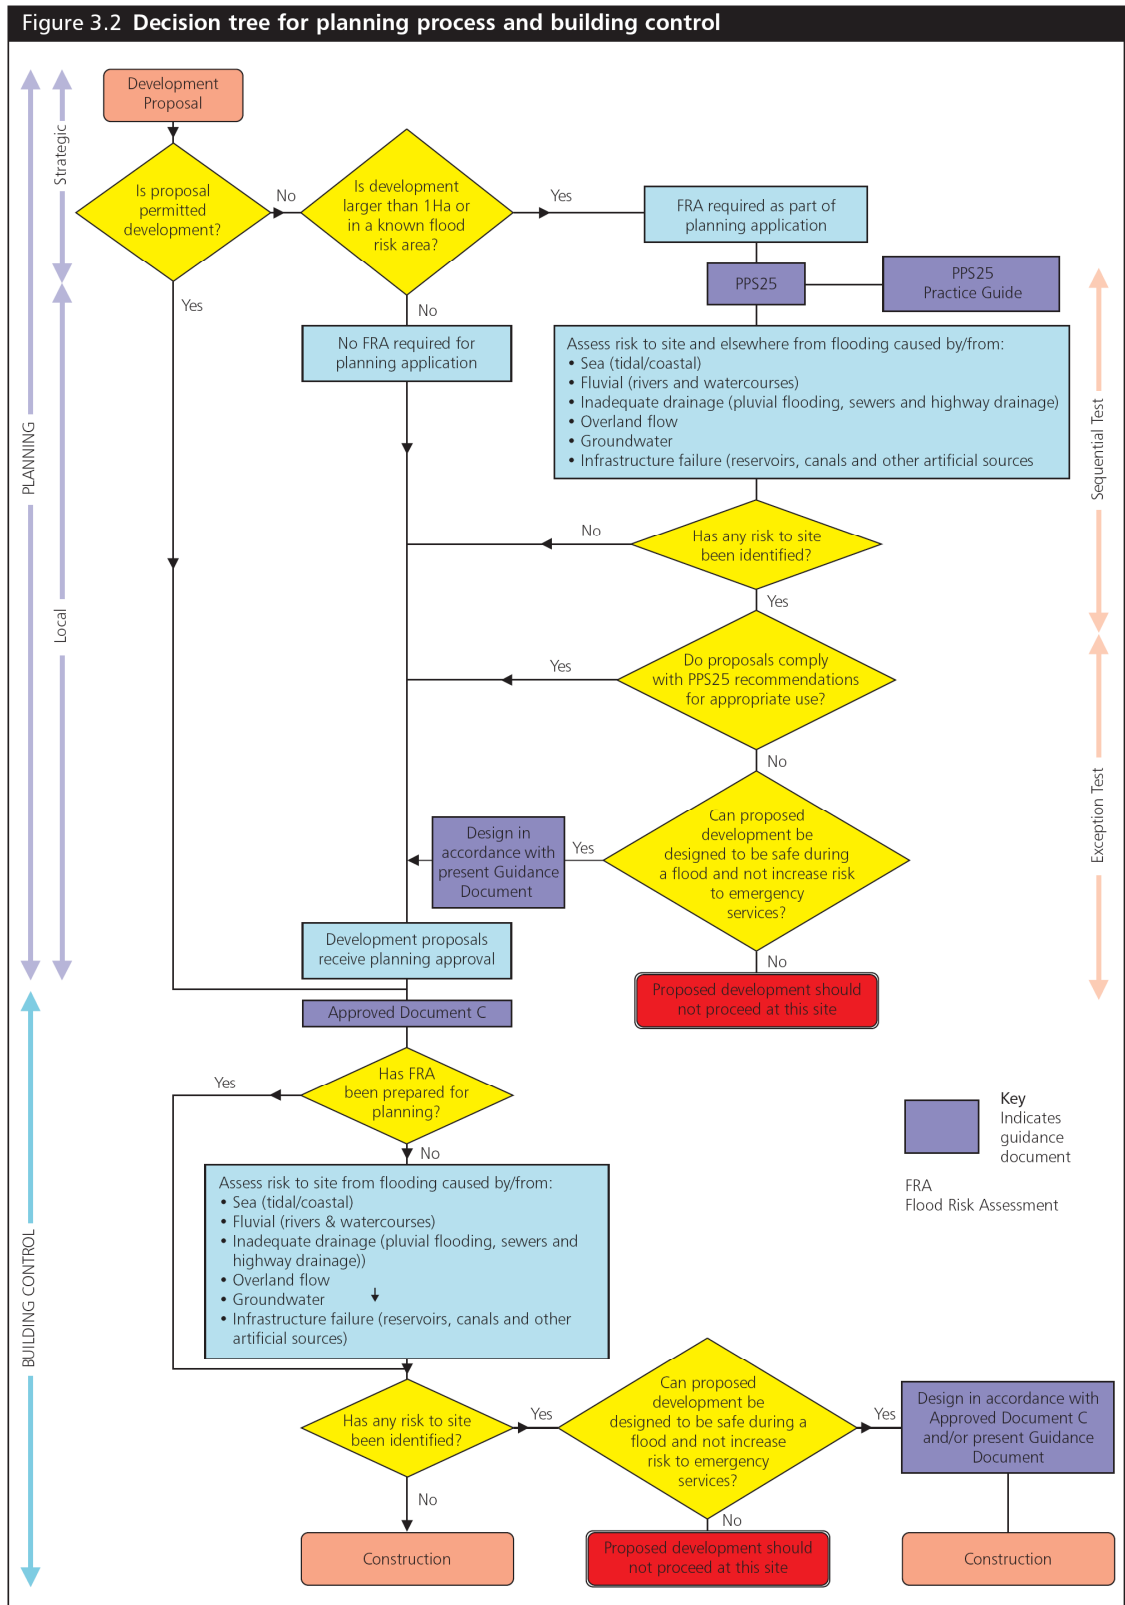 Figure 3.2 Decision tree for planning process and building control
Development
Proposal
Strategic
Is proposal
permitted
development?
No
Is development
larger than 1Ha or
in a known flood
risk area?
Yes
FRA required as part of
planning application
PPS25
PPS25
Practice Guide
Yes
No
No FRA required for
planning application
Assess risk to site and elsewhere from flooding caused by/from:
• Sea (tidal/coastal)
• Fluvial (rivers and watercourses)
• Inadequate drainage (pluvial flooding, sewers and highway drainage)
• Overland flow
• Groundwater
• Infrastructure failure (reservoirs, canals and other artificial sources
Sequential Test
PLANNING
No
Has any risk to site
been identified?
Yes
Local
Yes
Do proposals comply
with PPS25 recommendations
for appropriate use?
No
Exception Test
Design in
accordance with
present Guidance
Document
Yes
Can proposed
development be
designed to be safe during
a flood and not increase risk
to emergency
services?
No
Development proposals
receive planning approval
Proposed development should
not proceed at this site
Approved Document C
Yes
Has FRA
been prepared for
planning?
No
Key
Indicates
guidance
document
FRA
Flood Risk Assessment
Assess risk to site from flooding caused by/from:
• Sea (tidal/coastal)
• Fluvial (rivers & watercourses)
• Inadequate drainage (pluvial flooding, sewers and
highway drainage))
• Overland flow
• Groundwater
• Infrastructure failure (reservoirs, canals and other
artificial sources)
BUILDING CONTROL
Has any risk to site
been identified?
Yes
Can proposed
development be
designed to be safe during a
flood and not increase
risk to emergency
services?
Yes
Design in accordance with
Approved Document C
and/or present Guidance
Document
No
No
Construction
Proposed development should
not proceed at this site
Construction